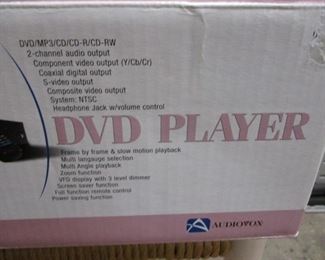 DVD/MP3/CD/CD-R/CD-RW
2-channel audio output
Component video output (Y/Cb/Cr)
Coaxial digital output
S-video output
Composite video output
System: NTSC
Headphone Jack w/volume control
DVD PLAYER
Frame by frame & slow motion playback
Multi langauge selection
Multi Angle playback
Zoom function
VFD display with 3 level dimmer
Screen saver function
Full function remote control
Power saving function
AUDIOVOX